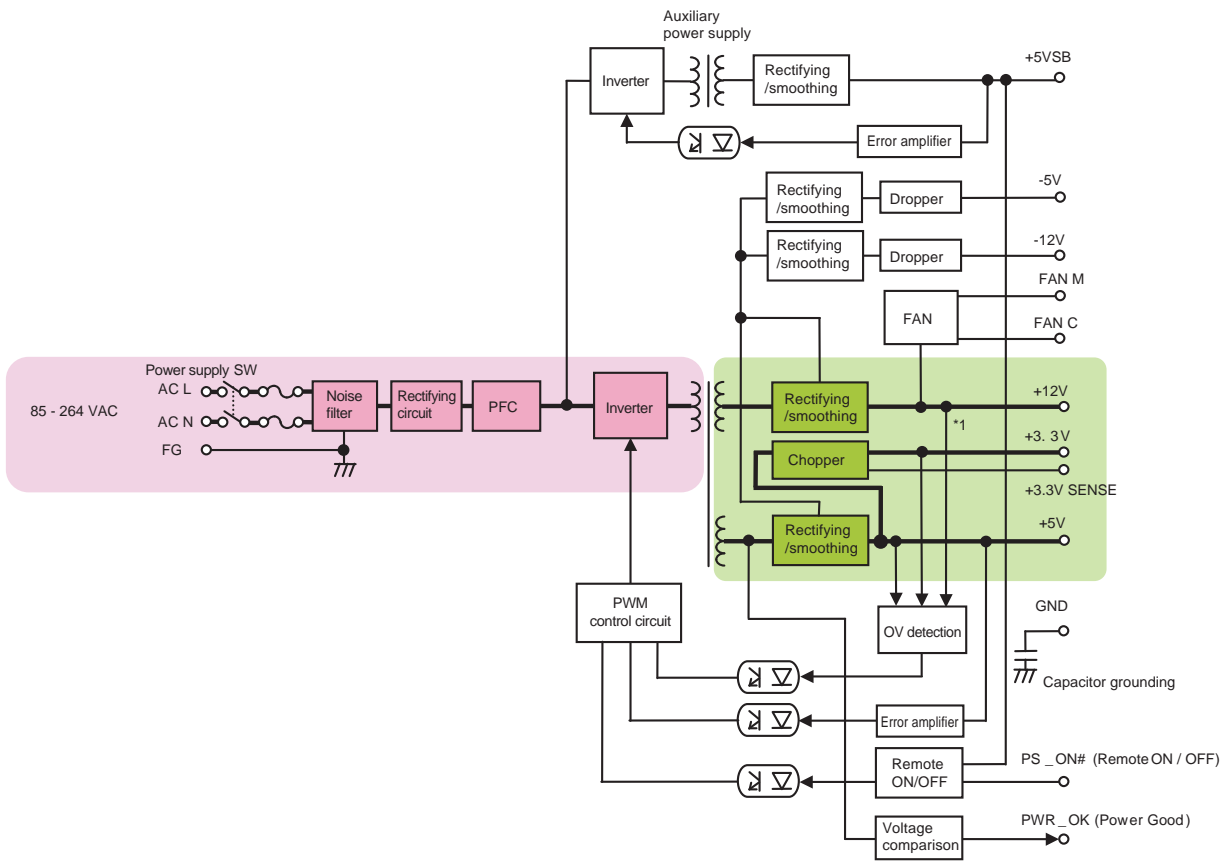 Auxiliary
power supply
+5VSB
Inverter
Rectifying
/smoothing
Error amplifier
-5V
Rectifying
/smoothing
Dropper
-12V
Rectifying
/smoothing
Dropper
FAN M
FAN
FAN C
Power supply SW
AC L
85 - 264 VAC
AC N
FG
Noise
filter
Rectifying
circuit
PFC
Inverter
Rectifying
/smoothing
+12V
*1
Chopper
+3. 3V
+3.3V SENSE
Rectifying
/smoothing
+5V
PWM
control circuit
OV detection
GND
Capacitor grounding
Error amplifier
Remote
ON/OFF
PS _ON# (Remote ON / OFF)
Voltage
comparison
PWR _ OK (Power Good)